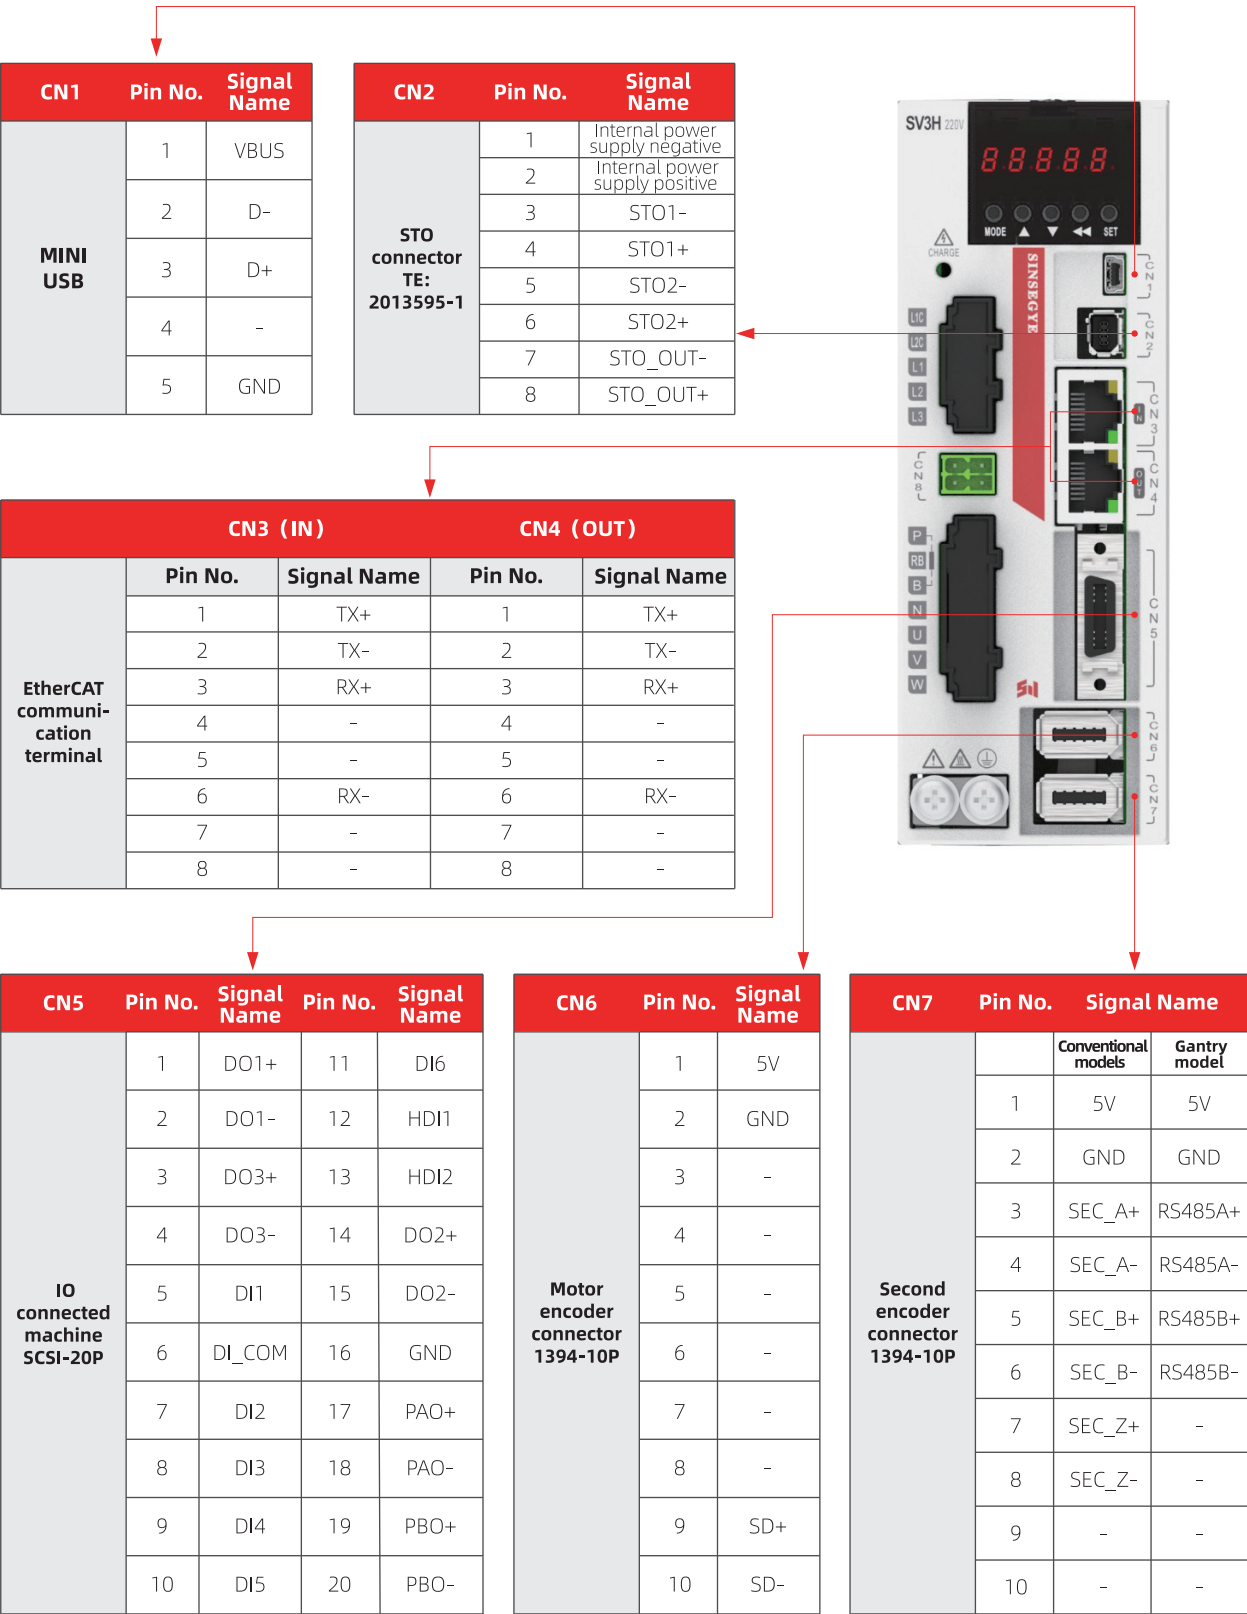 CN1 Pin No. Signal Name
MINI USB
1 VBUS
2 D-
3 D+
4 -
5 GND
CN2 Pin No. Signal Name
STO connector TE: 2013595-1
1 Internal power supply negative
2 Internal power supply positive
3 STO1-
4 STO1+
5 STO2-
6 STO2+
7 STO_OUT-
8 STO_OUT+
SV3H 220V
8.8.8.8.8.
MODE SET
CHARGE
SINSEGYE
CN1
CN2
L1C
L2C
L1
L2
L3
IN
CN3
OUT
CN4
CN8
P
RB
B
N
U
V
W
CN5
CN6
CN7
CN3（IN） CN4（OUT）
EtherCAT communi-cation terminal
Pin No. Signal Name Pin No. Signal Name
1 TX+ 1 TX+
2 TX- 2 TX-
3 RX+ 3 RX+
4 - 4 -
5 - 5 -
6 RX- 6 RX-
7 - 7 -
8 - 8 -
CN5 Pin No. Signal Name Pin No. Signal Name
IO connected machine SCSI-20P
1 DO1+ 11 DI6
2 DO1- 12 HDI1
3 DO3+ 13 HDI2
4 DO3- 14 DO2+
5 DI1 15 DO2-
6 DI_COM 16 GND
7 DI2 17 PAO+
8 DI3 18 PAO-
9 DI4 19 PBO+
10 DI5 20 PBO-
CN6 Pin No. Signal Name
Motor encoder connector 1394-10P
1 5V
2 GND
3 -
4 -
5 -
6 -
7 -
8 -
9 SD+
10 SD-
CN7 Pin No. Signal Name
Second encoder connector 1394-10P
Conventional models Gantry model
1 5V 5V
2 GND GND
3 SEC_A+ RS485A+
4 SEC_A- RS485A-
5 SEC_B+ RS485B+
6 SEC_B- RS485B-
7 SEC_Z+ -
8 SEC_Z- -
9 - -
10 - -